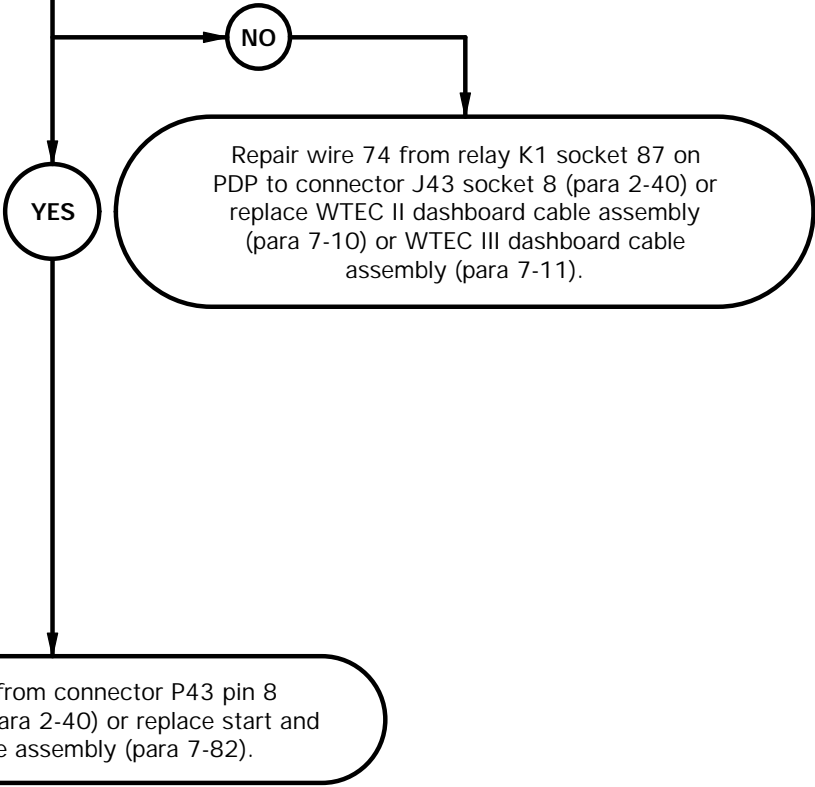 NO
Repair wire 74 from relay K1 socket 87 on
PDP to connector J43 socket 8 (para 2-40) or
replace WTEC II dashboard cable assembly
(para 7-10) or WTEC III dashboard cable
assembly (para 7-11).
YES
from connector P43 pin 8
2-40) or replace start and
assembly (para 7-82).